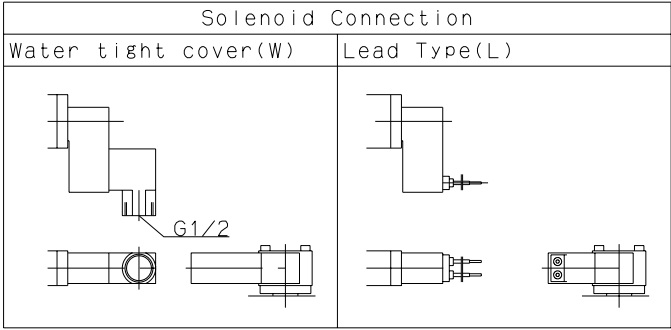 Solenoid Connection
Water tight cover(W)
Lead Type(L)
G1/2